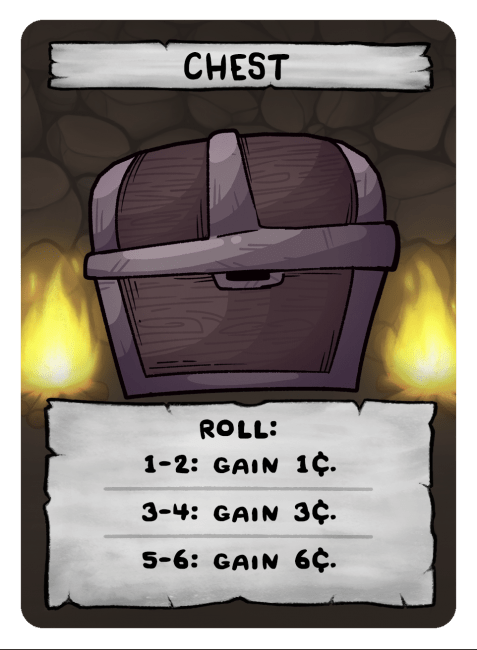 CHEST
ROLL:
1-2: GAIN 1¢.
3-4: GAIN 3¢.
5-6: GAIN 6¢.